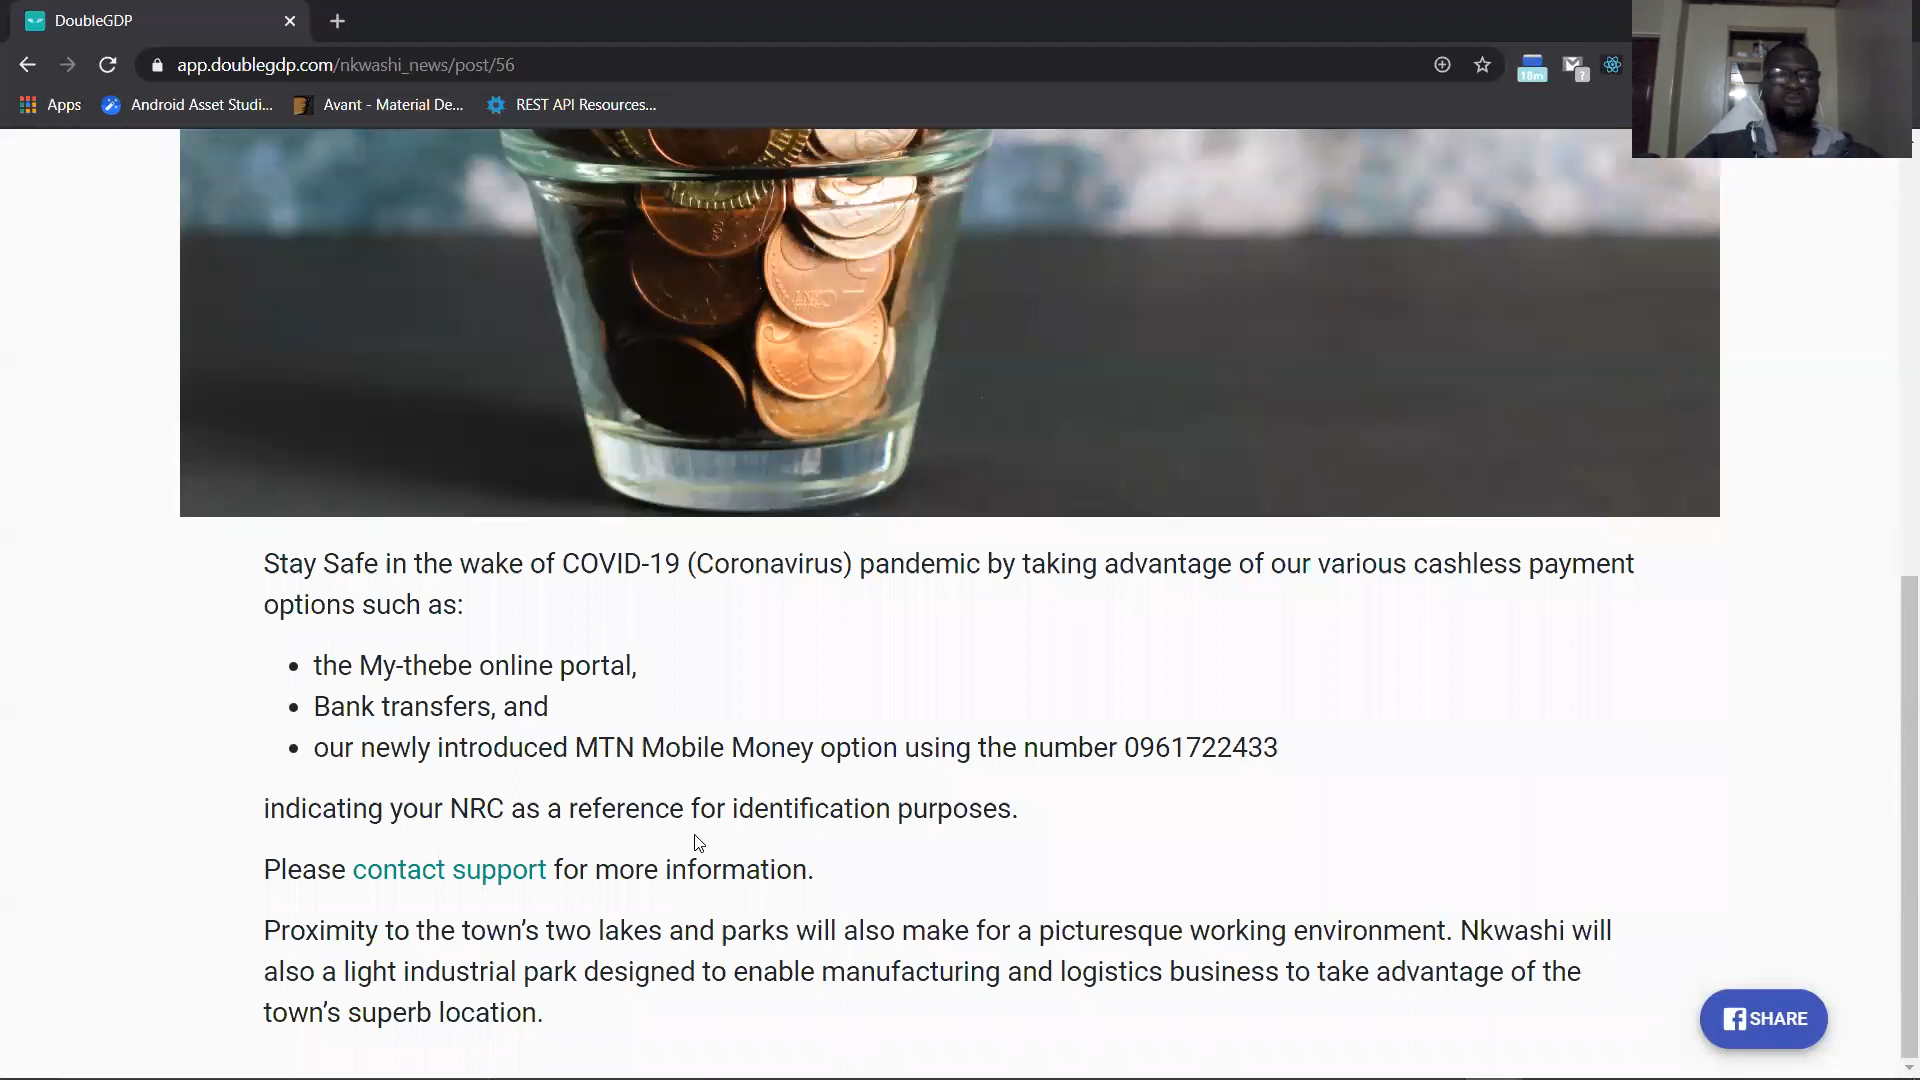 DoubleGDP
app.doublegdp.com/nkwashi_news/post/56
18m
?
Apps
Android Asset Studi...
Avant - Material De...
REST API Resources...
Stay Safe in the wake of COVID-19 (Coronavirus) pandemic by taking advantage of our various cashless payment
options such as:
• the My-thebe online portal,
• Bank transfers, and
• our newly introduced MTN Mobile Money option using the number 0961722433
indicating your NRC as a reference for identification purposes.
Please contact support for more information.
Proximity to the town’s two lakes and parks will also make for a picturesque working environment. Nkwashi will
also a light industrial park designed to enable manufacturing and logistics business to take advantage of the
town’s superb location.
SHARE